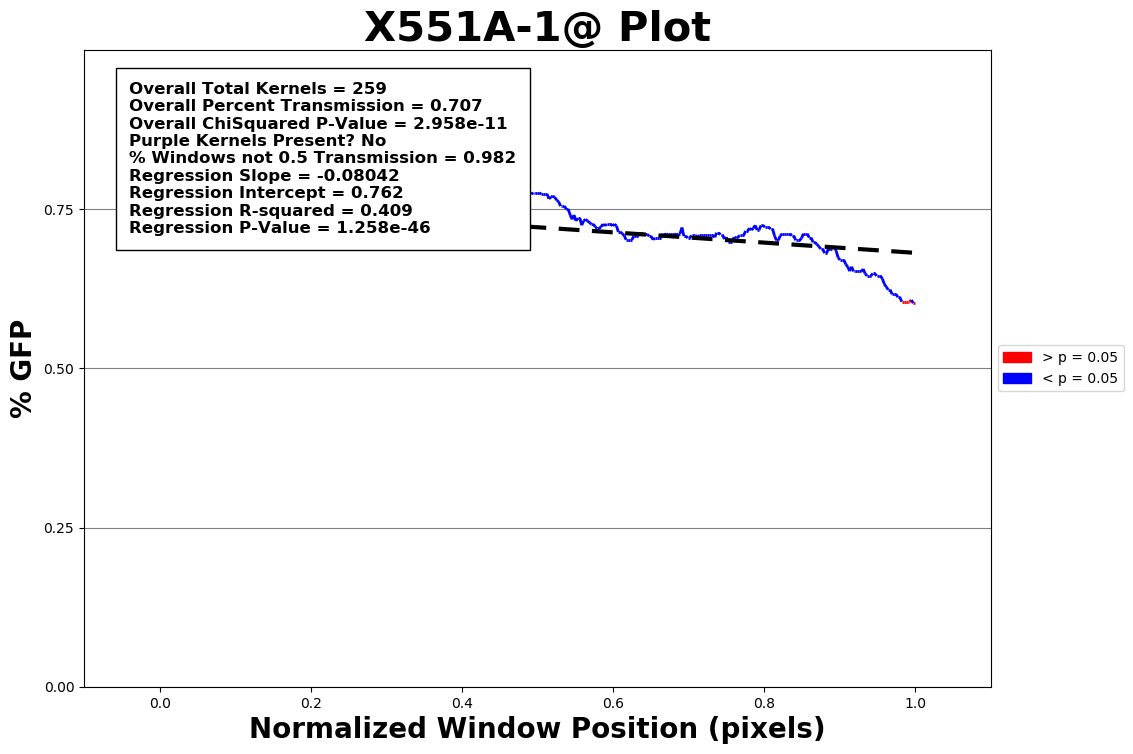 X551A-1@ Plot
Overall Total Kernels = 259
Overall Percent Transmission = 0.707
Overall ChiSquared P-Value = 2.958e-11
Purple Kernels Present? No
% Windows not 0.5 Transmission = 0.982
Regression Slope = -0.08042
Regression Intercept = 0.762
Regression R-squared = 0.409
Regression P-Value = 1.258e-46
0.75
0.50
0.25
0.00
% GFP
> p = 0.05
< p = 0.05
0.0 0.2 0.4 0.6 0.8 1.0
Normalized Window Position (pixels)